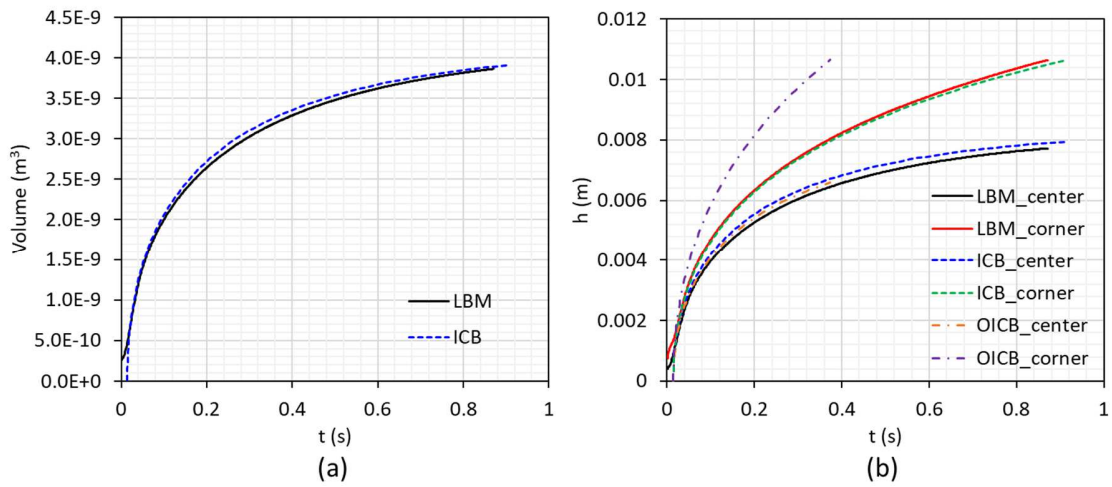 4.5E-9
4.0E-9
3.5E-9
3.0E-9
2.5E-9
2.0E-9
1.5E-9
1.0E-9
5.0E-10
0.0E+0
Volume (m³)
0 0.2 0.4 0.6 0.8 1
t (s)
LBM
ICB
(a)
0.012
0.01
0.008
0.006
0.004
0.002
0
h (m)
0 0.2 0.4 0.6 0.8 1
t (s)
LBM_center
LBM_corner
ICB_center
ICB_corner
OICB_center
OICB_corner
(b)